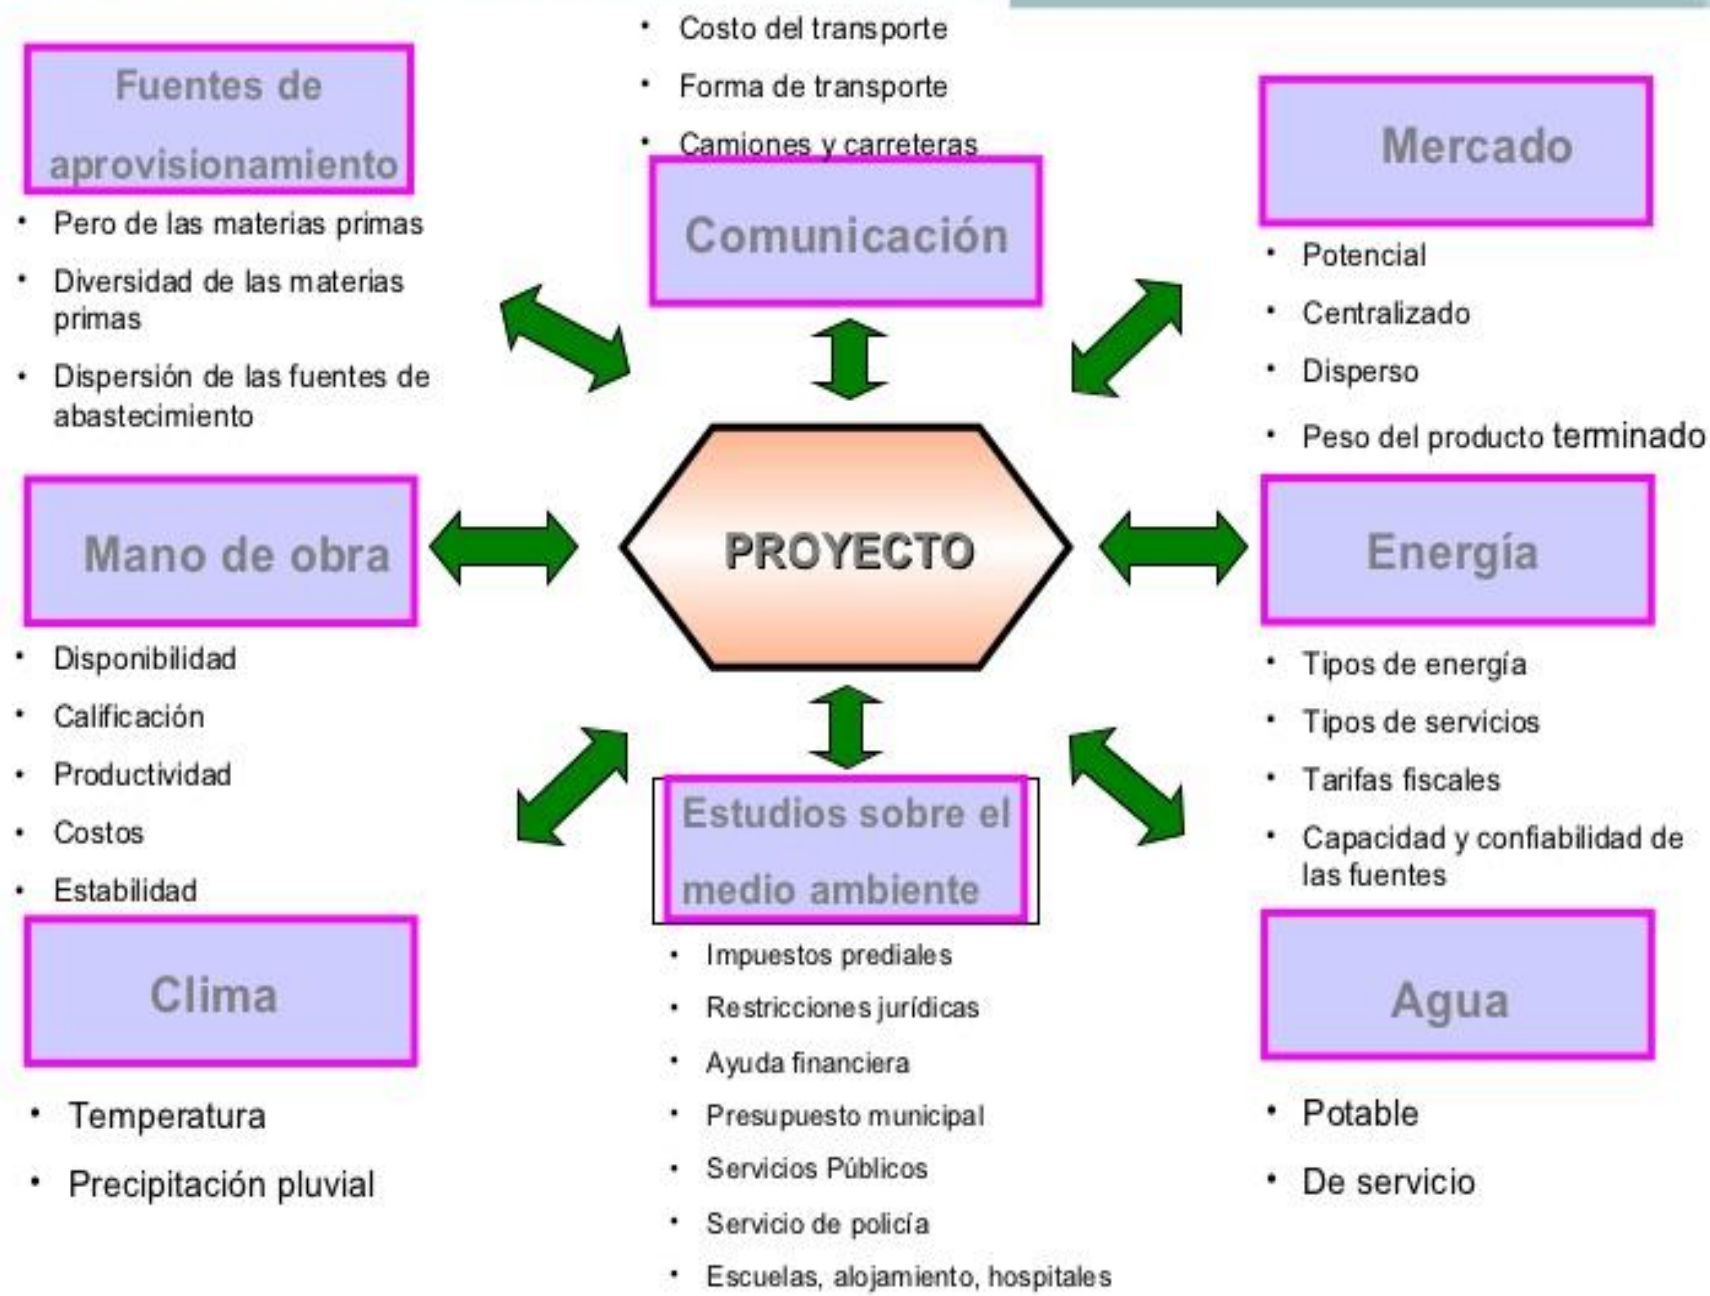 • Costo del transporte
• Forma de transporte
• Camiones y carreteras
Comunicación
Fuentes de
aprovisionamiento
• Pero de las materias primas
• Diversidad de las materias
primas
• Dispersión de las fuentes de
abastecimiento
Mercado
• Potencial
• Centralizado
• Disperso
• Peso del producto terminado
Mano de obra
• Disponibilidad
• Calificación
• Productividad
• Costos
• Estabilidad
PROYECTO
Energía
• Tipos de energía
• Tipos de servicios
• Tarifas fiscales
• Capacidad y confiabilidad de
las fuentes
Clima
• Temperatura
• Precipitación pluvial
Estudios sobre el
medio ambiente
• Impuestos prediales
• Restricciones jurídicas
• Ayuda financiera
• Presupuesto municipal
• Servicios Públicos
• Servicio de policía
• Escuelas, alojamiento, hospitales
Agua
• Potable
• De servicio